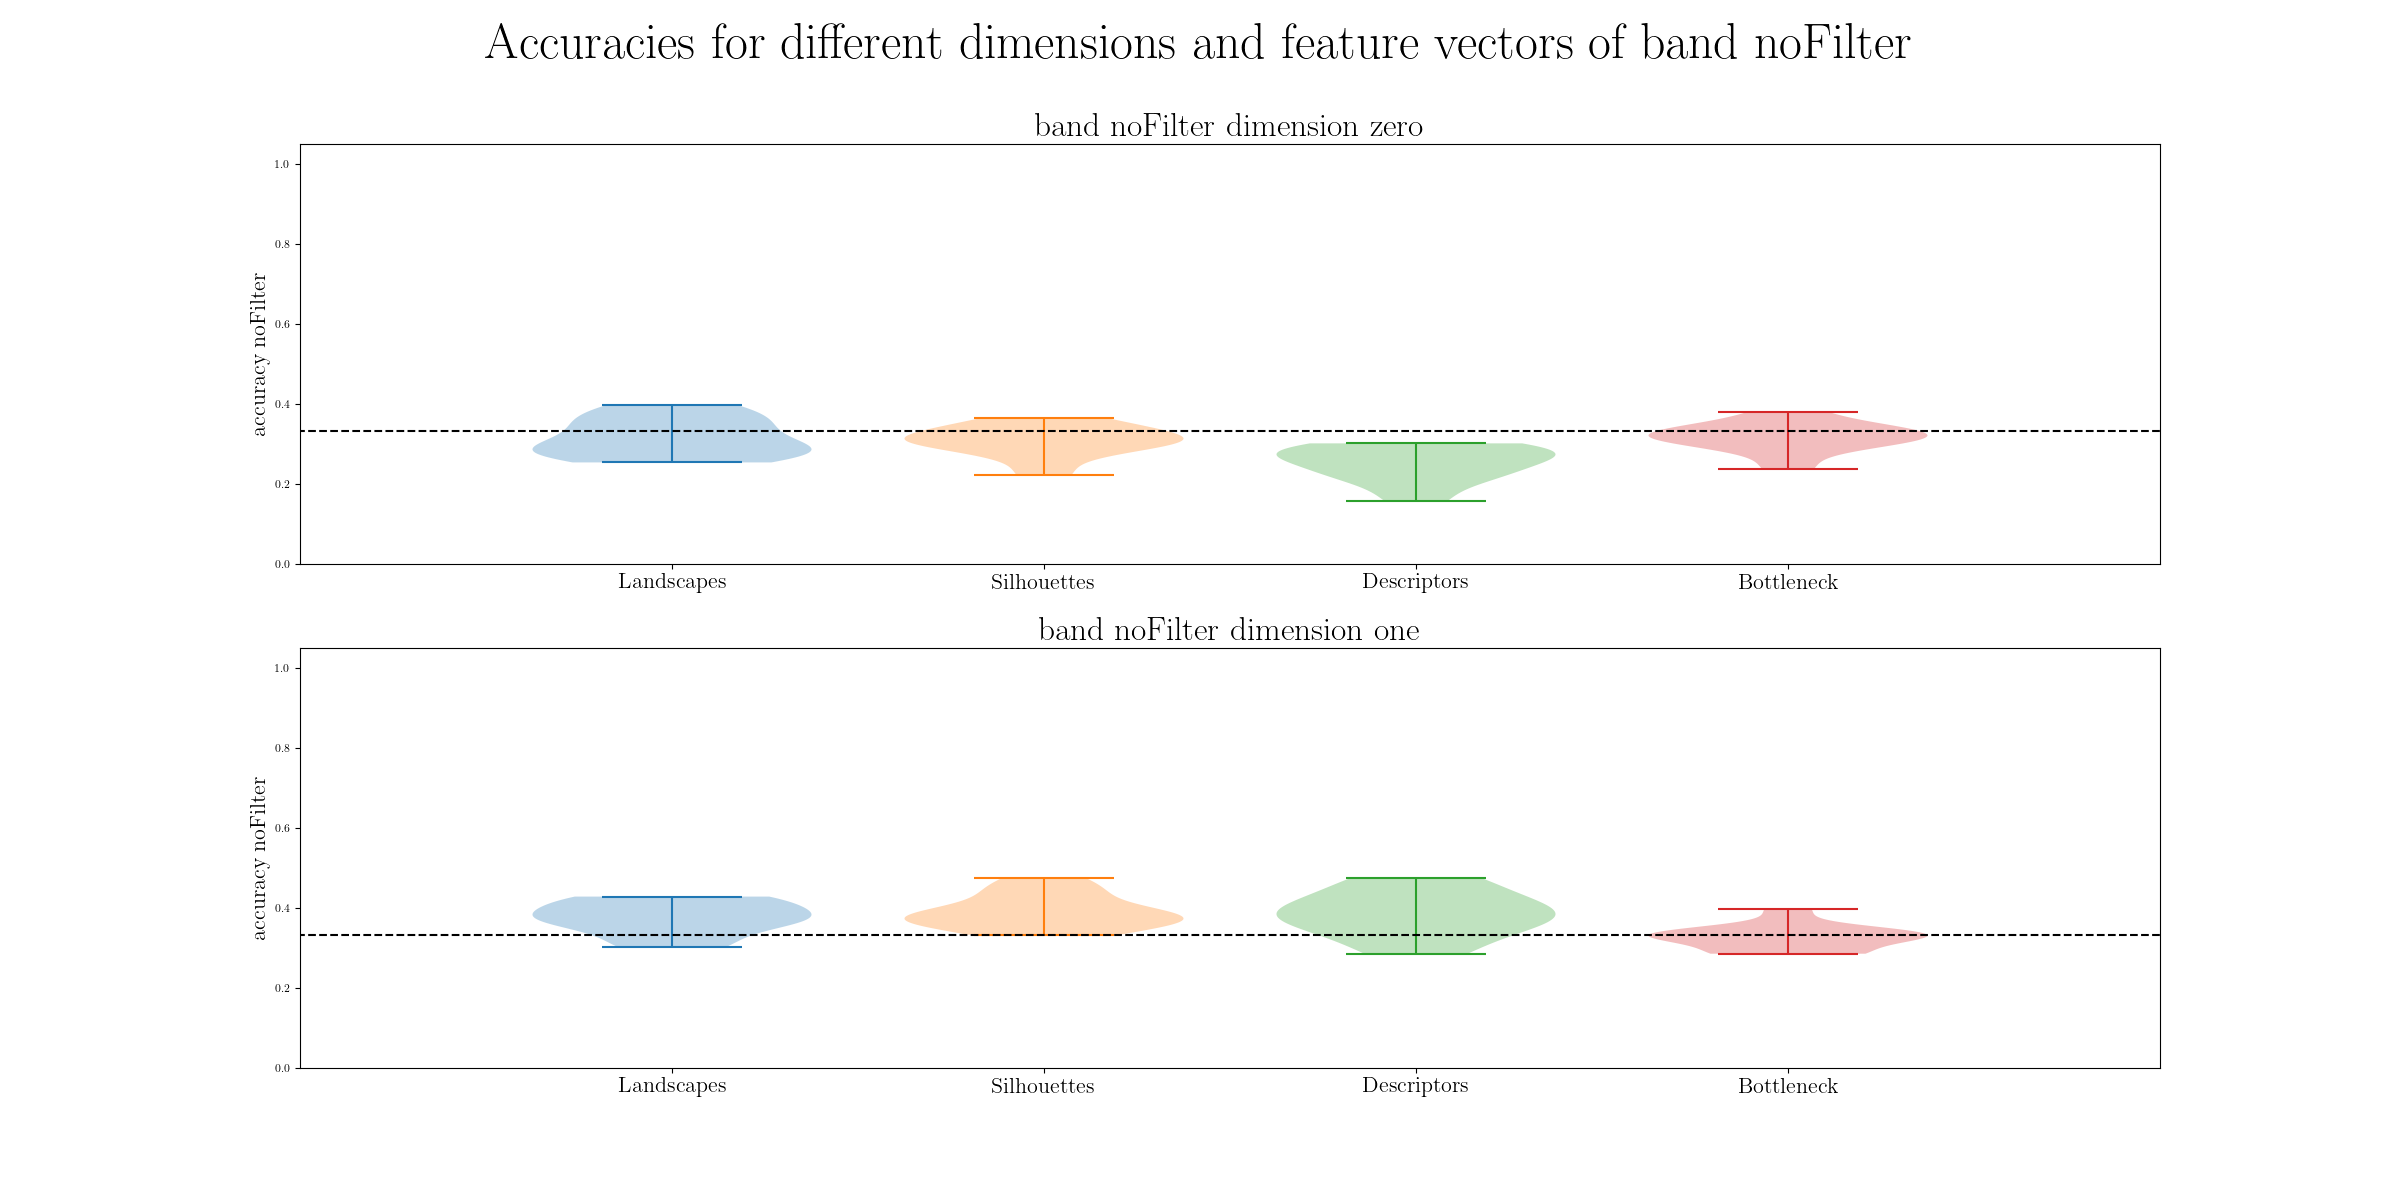 Accuracies for different dimensions and feature vectors of band noFilter
band noFilter dimension zero
accuracy noFilter
1.0
0.8
0.6
0.4
0.2
0.0
Landscapes Silhouettes Descriptors Bottleneck
band noFilter dimension one
accuracy noFilter
1.0
0.8
0.6
0.4
0.2
0.0
Landscapes Silhouettes Descriptors Bottleneck